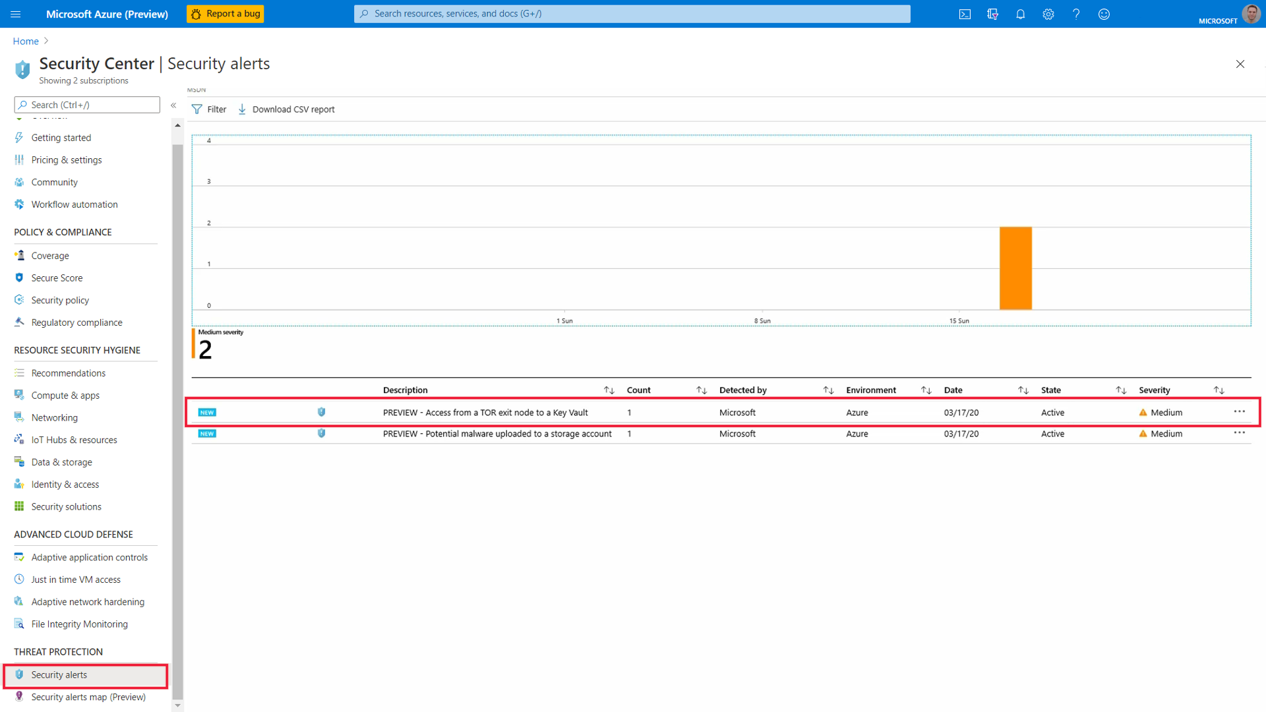 Microsoft Azure (Preview)
Report a bug
Search resources, services, and docs (G+/)
MICROSOFT
Home
Security Center | Security alerts
Showing 2 subscriptions
Search (Ctrl+/)
«
Overview
Getting started
Pricing & settings
Community
Workflow automation
POLICY & COMPLIANCE
Coverage
Secure Score
Security policy
Regulatory compliance
RESOURCE SECURITY HYGIENE
Recommendations
Compute & apps
Networking
IoT Hubs & resources
Data & storage
Identity & access
Security solutions
ADVANCED CLOUD DEFENSE
Adaptive application controls
Just in time VM access
Adaptive network hardening
File Integrity Monitoring
THREAT PROTECTION
Security alerts
Security alerts map (Preview)
MSDN
Filter Download CSV report
4
3
2
1
0
1 Sun 8 Sun 15 Sun
Medium severity
2
Description Count Detected by Environment Date State Severity
NEW PREVIEW - Access from a TOR exit node to a Key Vault 1 Microsoft Azure 03/17/20 Active Medium ...
NEW PREVIEW - Potential malware uploaded to a storage account 1 Microsoft Azure 03/17/20 Active Medium ...